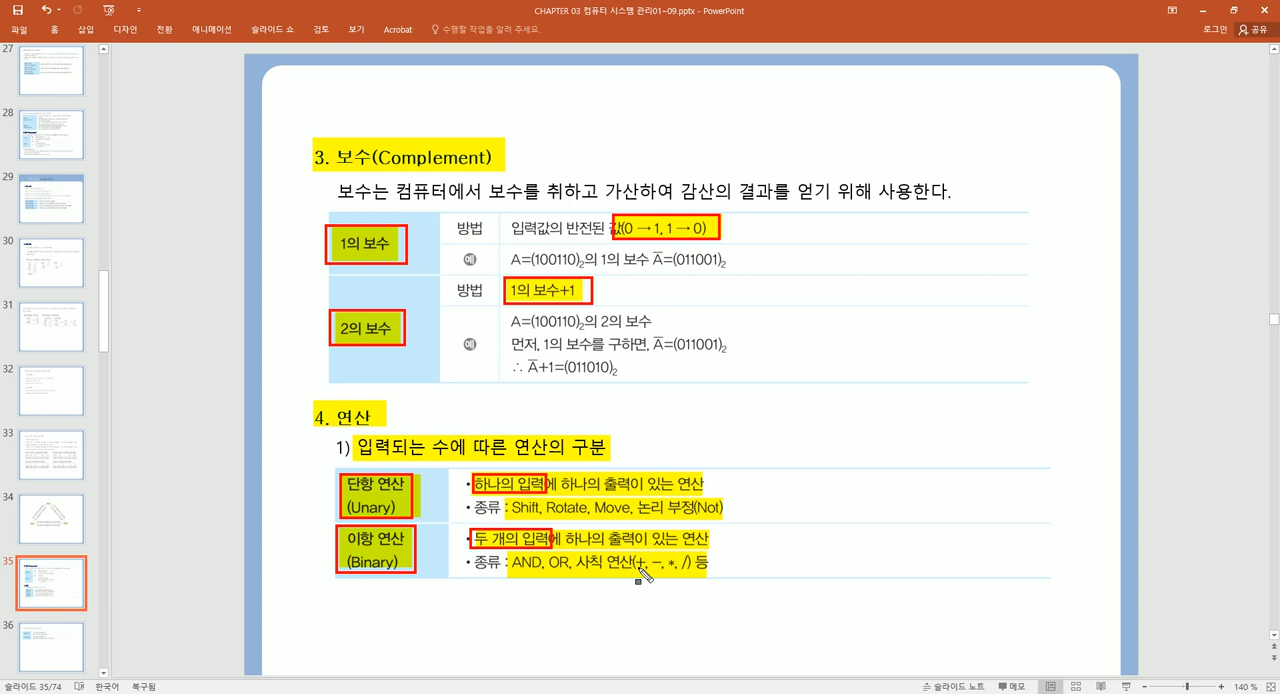 CHAPTER 03 컴퓨터 시스템 관리01~09.pptx - PowerPoint
파일 홈 삽입 디자인 전환 애니메이션 슬라이드 쇼 검토 보기 Acrobat 수행할 작업을 알려 주세요. 로그인 공유
27
28
29
30
31
32
33
34
35
36
3. 보수(Complement)
보수는 컴퓨터에서 보수를 취하고 가산하여 감산의 결과를 얻기 위해 사용한다.
1의 보수
방법 입력값의 반전된 값(0 → 1, 1 → 0)
예 A=(100110)₂의 1의 보수 A̅=(011001)₂
2의 보수
방법 1의 보수+1
예 A=(100110)₂의 2의 보수
먼저, 1의 보수를 구하면, A̅=(011001)₂
∴ A̅+1=(011010)₂
4. 연산
1) 입력되는 수에 따른 연산의 구분
단항 연산
(Unary)
• 하나의 입력에 하나의 출력이 있는 연산
• 종류 : Shift, Rotate, Move, 논리 부정(Not)
이항 연산
(Binary)
• 두 개의 입력에 하나의 출력이 있는 연산
• 종류 : AND, OR, 사칙 연산(+, −, *, /) 등
슬라이드 35/74 한국어 복구됨 슬라이드 노트 메모 140 %